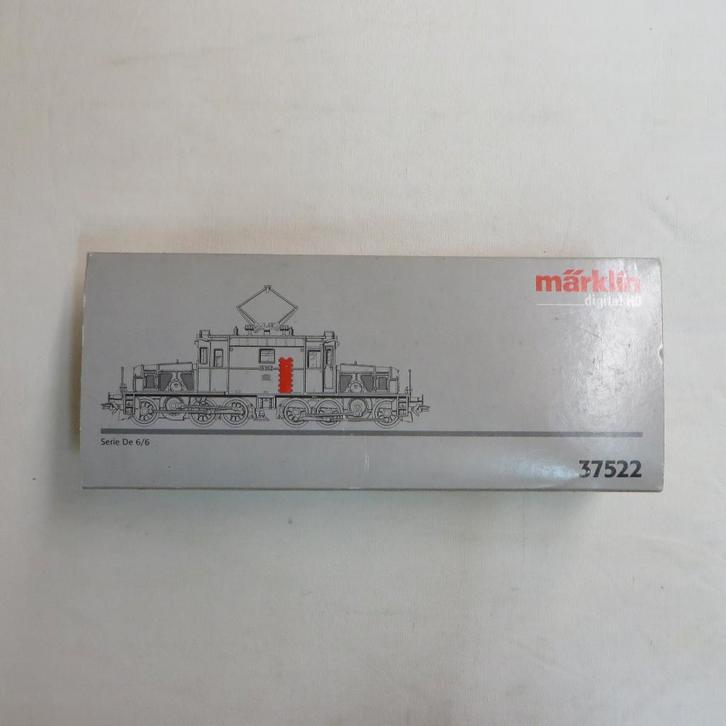 märklin
digital H0
Serie De 6/6
37522